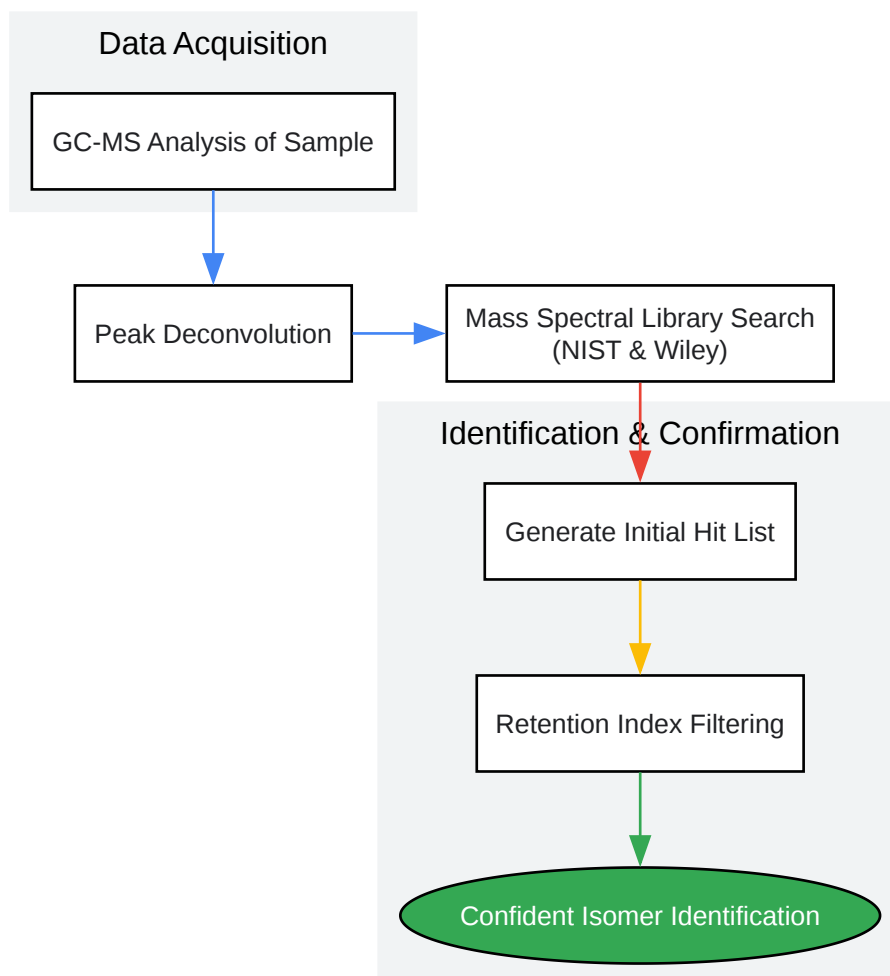 Data Acquisition
GC-MS Analysis of Sample
Peak Deconvolution
Mass Spectral Library Search
(NIST & Wiley)
Identification & Confirmation
Generate Initial Hit List
Retention Index Filtering
Confident Isomer Identification